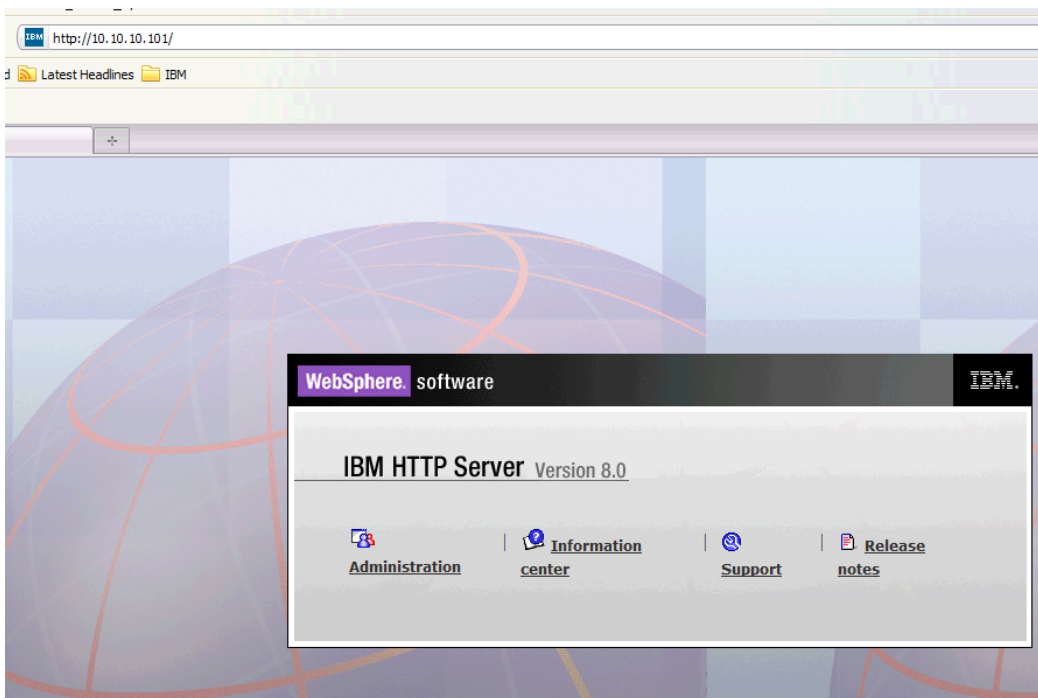 IBM http://10.10.10.101/
d Latest Headlines IBM
WebSphere. software IBM.
IBM HTTP Server Version 8.0
Administration
Information
center
Support
Release
notes